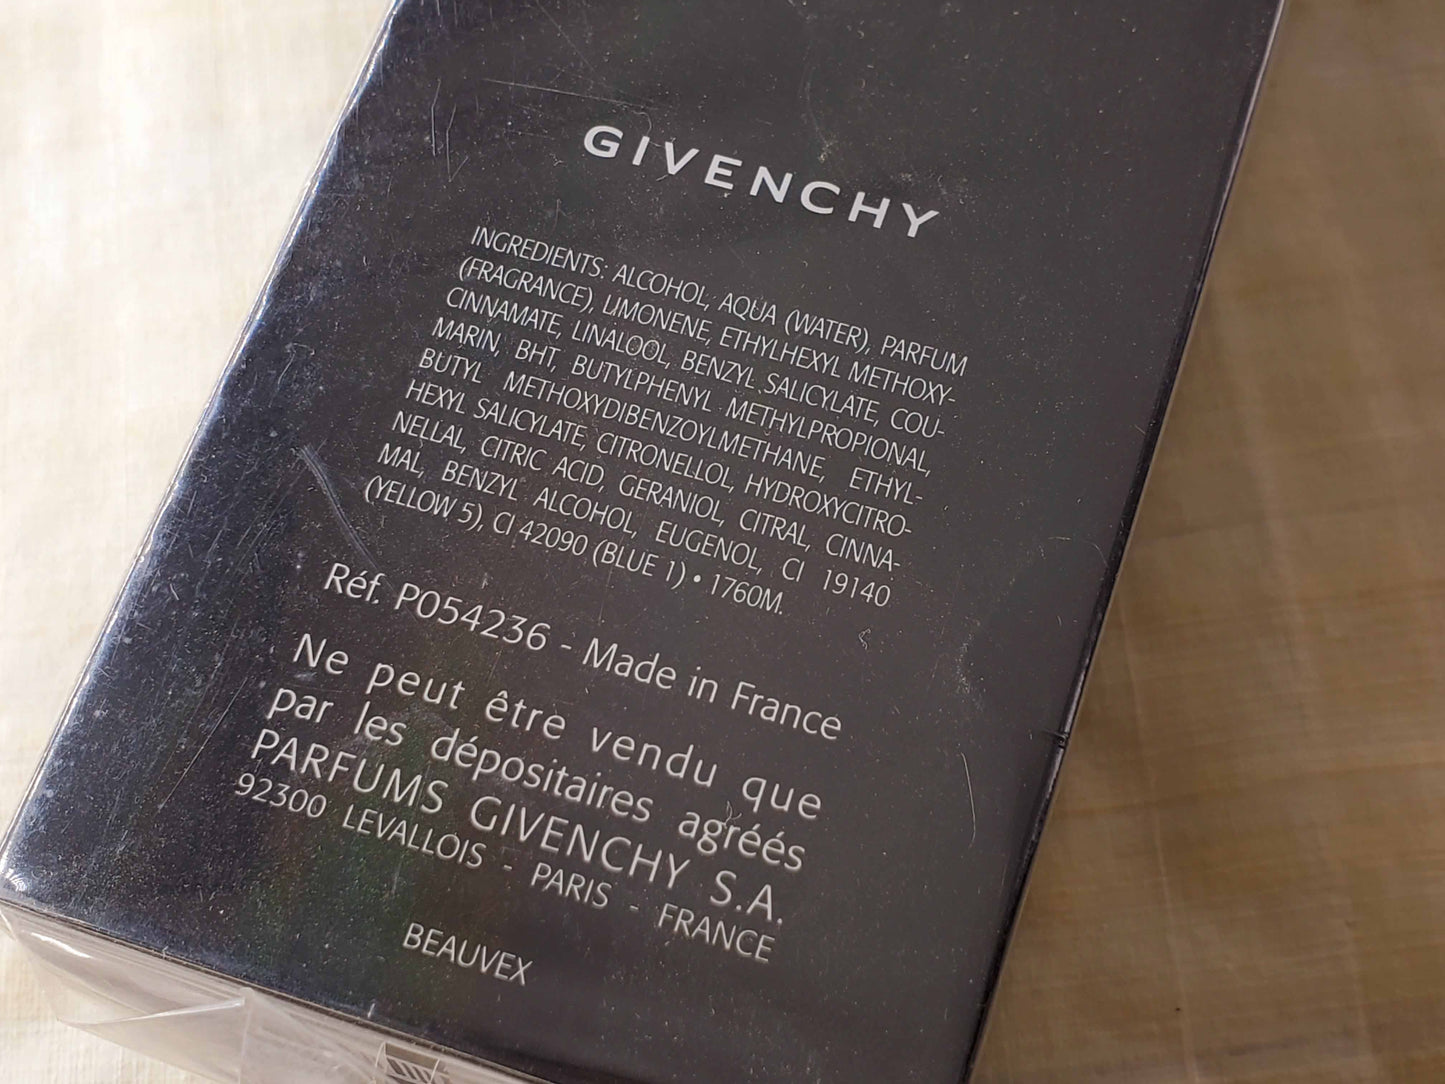 GIVENCHY
INGREDIENTS: ALCOHOL, AQUA (WATER), PARFUM
(FRAGRANCE), LIMONENE, ETHYLHEXYL METHOXY-
CINNAMATE, LINALOOL, BENZYL SALICYLATE, COU-
MARIN, BHT, BUTYLPHENYL METHYLPROPIONAL,
BUTYL METHOXYDIBENZOYLMETHANE, ETHYL-
HEXYL SALICYLATE, CITRONELLOL, HYDROXYCITRO-
NELLAL, CITRIC ACID, GERANIOL, CITRAL, CINNA-
MAL, BENZYL ALCOHOL, EUGENOL, CI 19140
(YELLOW 5), CI 42090 (BLUE 1) • 1760M.
Réf. P054236 - Made in France
Ne peut être vendu que
par les dépositaires agréés
PARFUMS GIVENCHY S.A.
92300 LEVALLOIS - PARIS - FRANCE
BEAUVEX